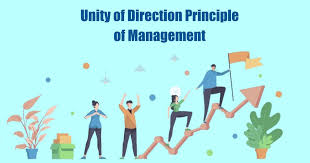 Unity of Direction Principle
of Management